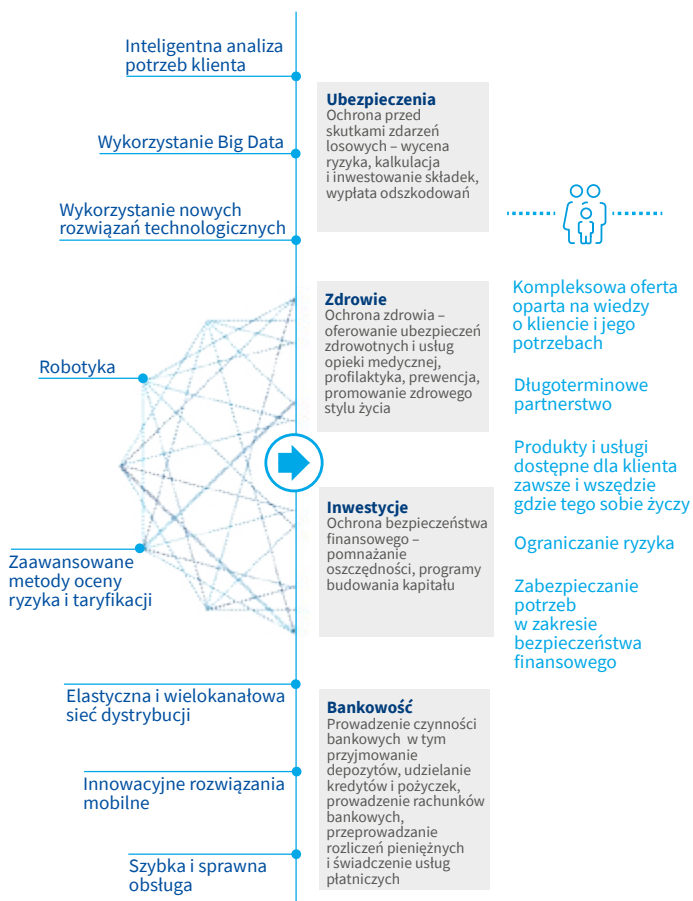 Inteligentna analiza
potrzeb klienta
Wykorzystanie Big Data
Wykorzystanie nowych
rozwiązań technologicznych
Robotyka
Zaawansowane
metody oceny
ryzyka i taryfikacji
Elastyczna i wielokanałowa
sieć dystrybucji
Innowacyjne rozwiązania
mobilne
Szybka i sprawna
obsługa
Ubezpieczenia
Ochrona przed
skutkami zdarzeń
losowych – wycena
ryzyka, kalkulacja
i inwestowanie składek,
wypłata odszkodowań
Zdrowie
Ochrona zdrowia –
oferowanie ubezpieczeń
zdrowotnych i usług
opieki medycznej,
profilaktyka, prewencja,
promowanie zdrowego
stylu życia
Inwestycje
Ochrona bezpieczeństwa
finansowego –
pomnażanie
oszczędności, programy
budowania kapitału
Bankowość
Prowadzenie czynności
bankowych w tym
przyjmowanie
depozytów, udzielanie
kredytów i pożyczek,
prowadzenie rachunków
bankowych,
przeprowadzanie
rozliczeń pieniężnych
i świadczenie usług
płatniczych
Kompleksowa oferta
oparta na wiedzy
o kliencie i jego
potrzebach
Długoterminowe
partnerstwo
Produkty i usługi
dostępne dla klienta
zawsze i wszędzie
gdzie tego sobie życzy
Ograniczanie ryzyka
Zabezpieczanie
potrzeb
w zakresie
bezpieczeństwa
finansowego